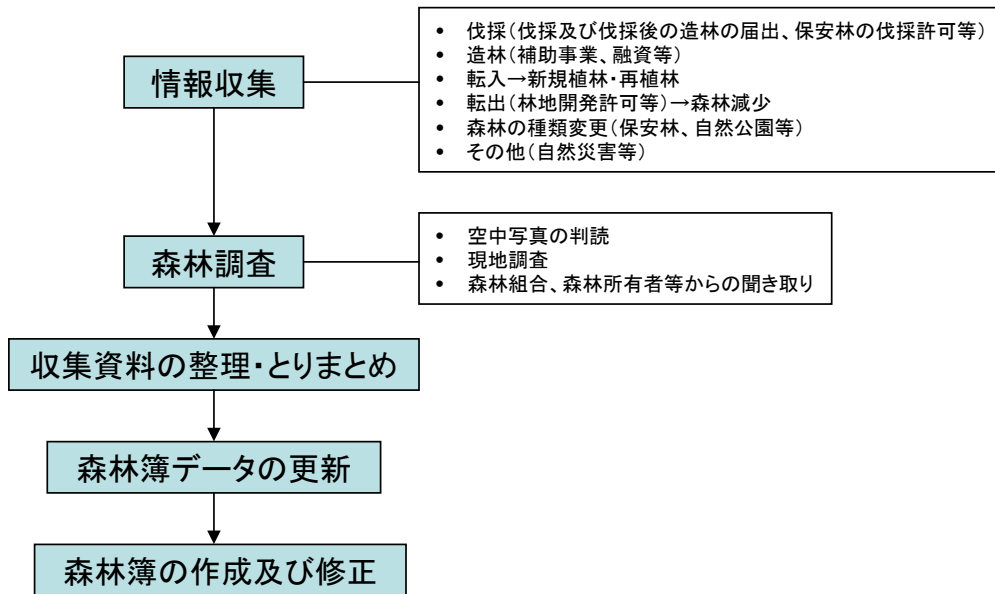 情報収集
• 伐採(伐採及び伐採後の造林の届出、保安林の伐採許可等)
• 造林(補助事業、融資等)
• 転入→新規植林・再植林
• 転出(林地開発許可等)→森林減少
• 森林の種類変更(保安林、自然公園等)
• その他(自然災害等)
森林調査
• 空中写真の判読
• 現地調査
• 森林組合、森林所有者等からの聞き取り
収集資料の整理・とりまとめ
森林簿データの更新
森林簿の作成及び修正